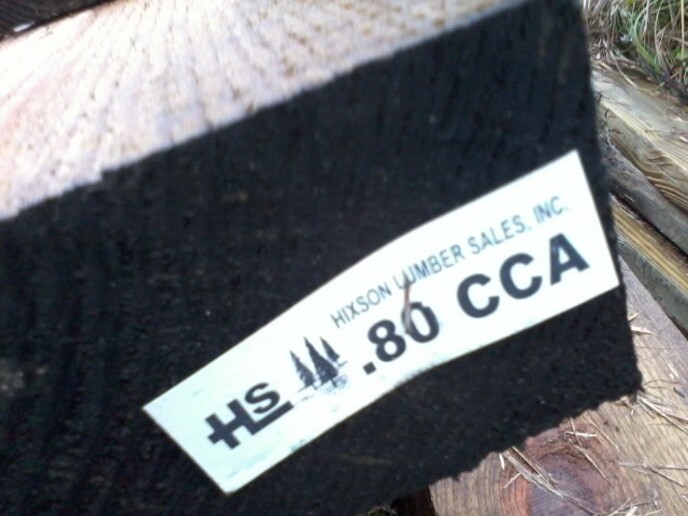 HIXSON LUMBER SALES, INC.
HS .80 CCA